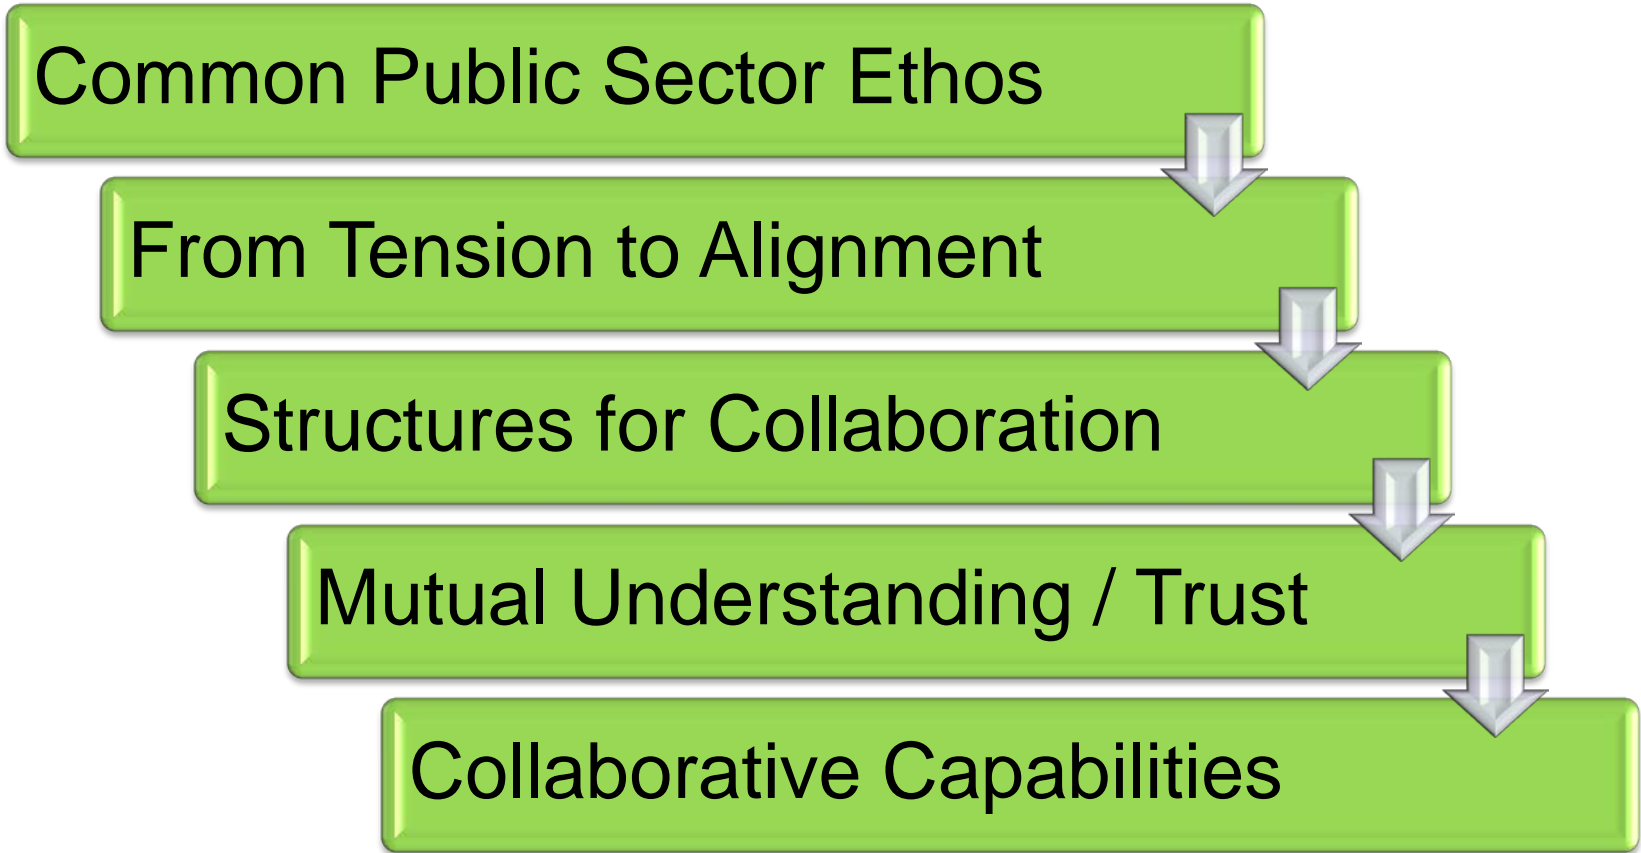 Common Public Sector Ethos
From Tension to Alignment
Structures for Collaboration
Mutual Understanding / Trust
Collaborative Capabilities